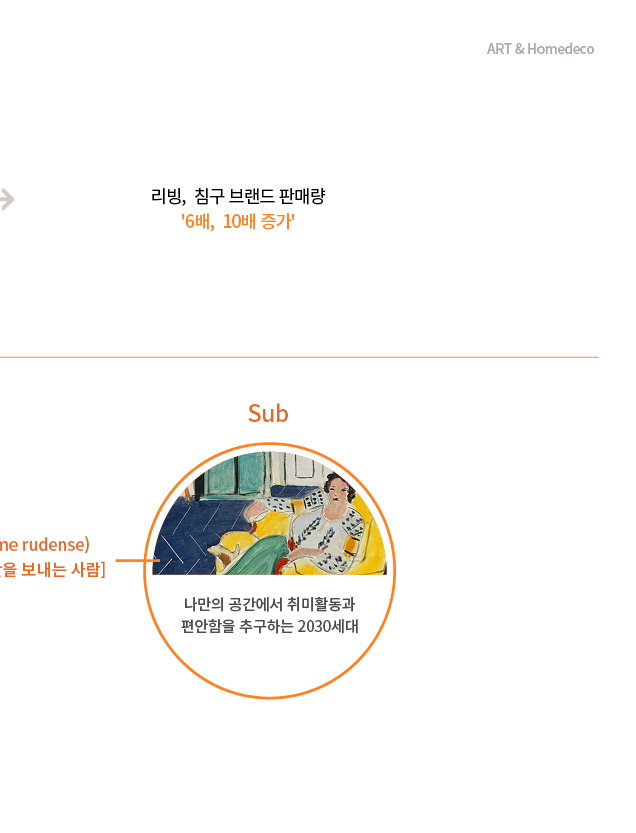 ART & Homedeco
리빙, 침구 브랜드 판매량
'6배, 10배 증가'
Sub
rudense)
보내는 사람]
나만의 공간에서 취미활동과
편안함을 추구하는 2030세대